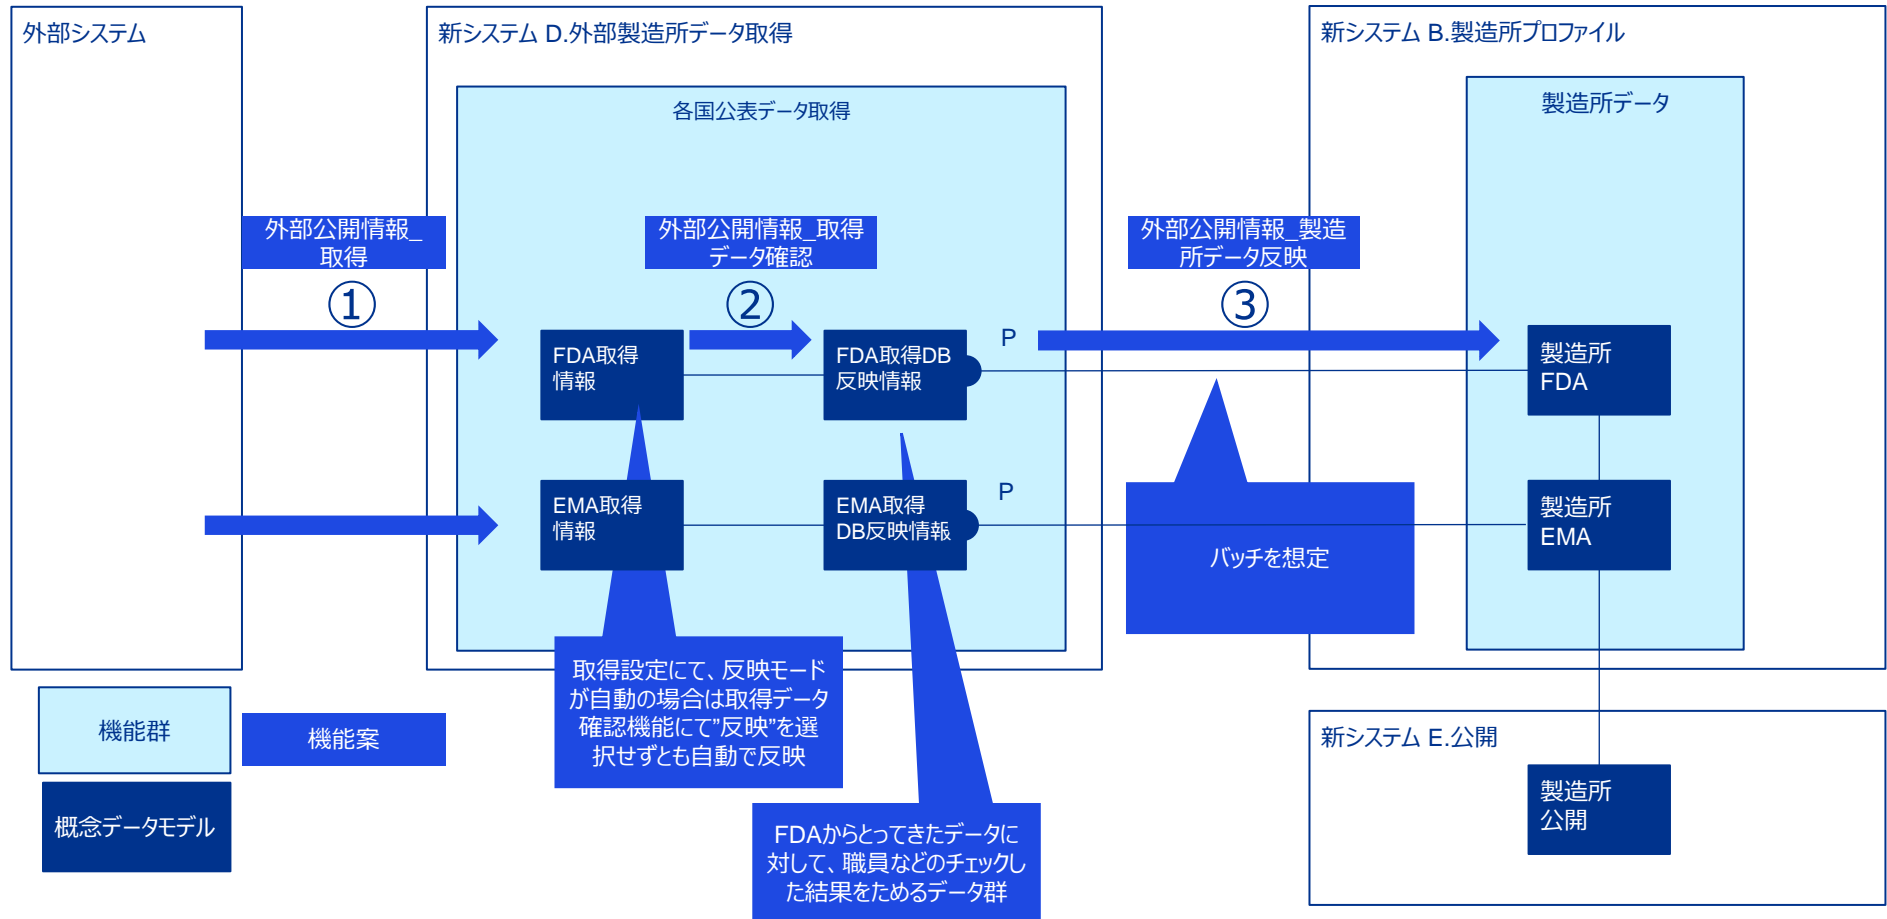 外部システム
新システム D.外部製造所データ取得
新システム B.製造所プロファイル
各国公表データ取得
製造所データ
外部公開情報_
取得
①
外部公開情報_取得
データ確認
②
外部公開情報_製造
所データ反映
③
FDA取得
情報
FDA取得DB
反映情報
P
製造所
FDA
EMA取得
情報
EMA取得
DB反映情報
P
製造所
EMA
バッチを想定
取得設定にて、反映モード
が自動の場合は取得データ
確認機能にて”反映”を選
択せずとも自動で反映
FDAからとってきたデータに
対して、職員などのチェックし
た結果をためるデータ群
機能群
機能案
概念データモデル
新システム E.公開
製造所
公開